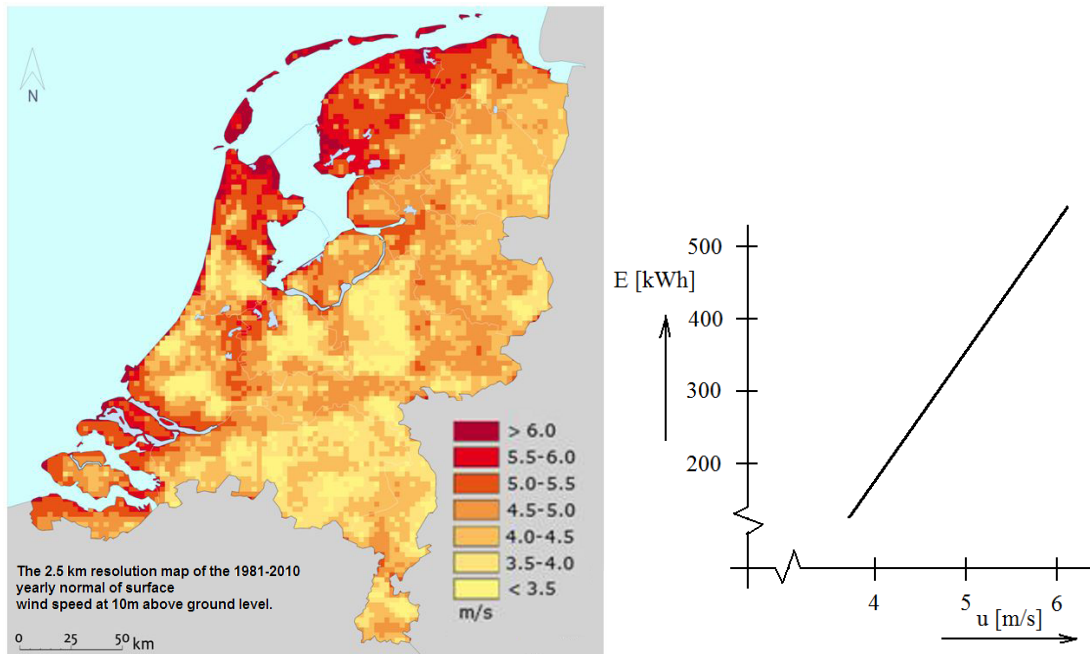 N
> 6.0
5.5-6.0
5.0-5.5
4.5-5.0
4.0-4.5
3.5-4.0
< 3.5
m/s
The 2.5 km resolution map of the 1981-2010
yearly normal of surface
wind speed at 10m above ground level.
0 25 50 km
E [kWh]
500
400
300
200
4 5 6
u [m/s]